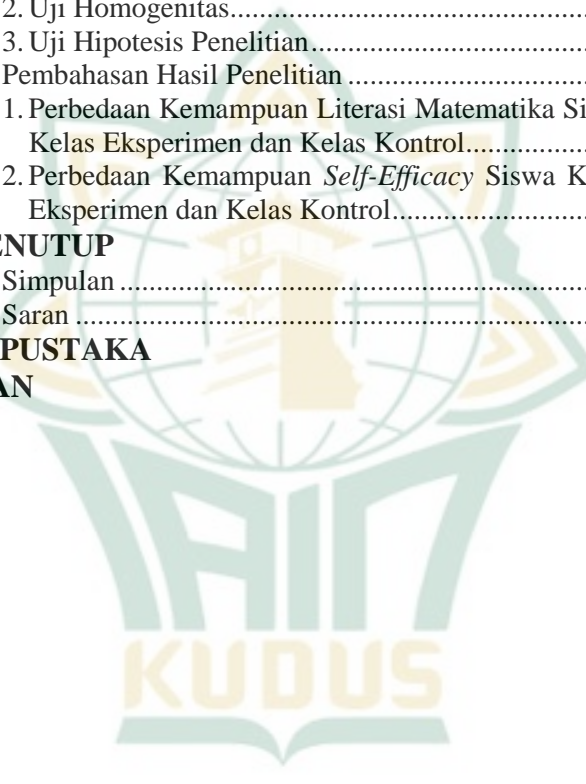 2. Uji Homogenitas
3. Uji Hipotesis Penelitian
Pembahasan Hasil Penelitian
1. Perbedaan Kemampuan Literasi Matematika Si
Kelas Eksperimen dan Kelas Kontrol
2. Perbedaan Kemampuan Self-Efficacy Siswa K
Eksperimen dan Kelas Kontrol
ENUTUP
Simpulan
Saran
PUSTAKA
AN
IAIN
KUDUS